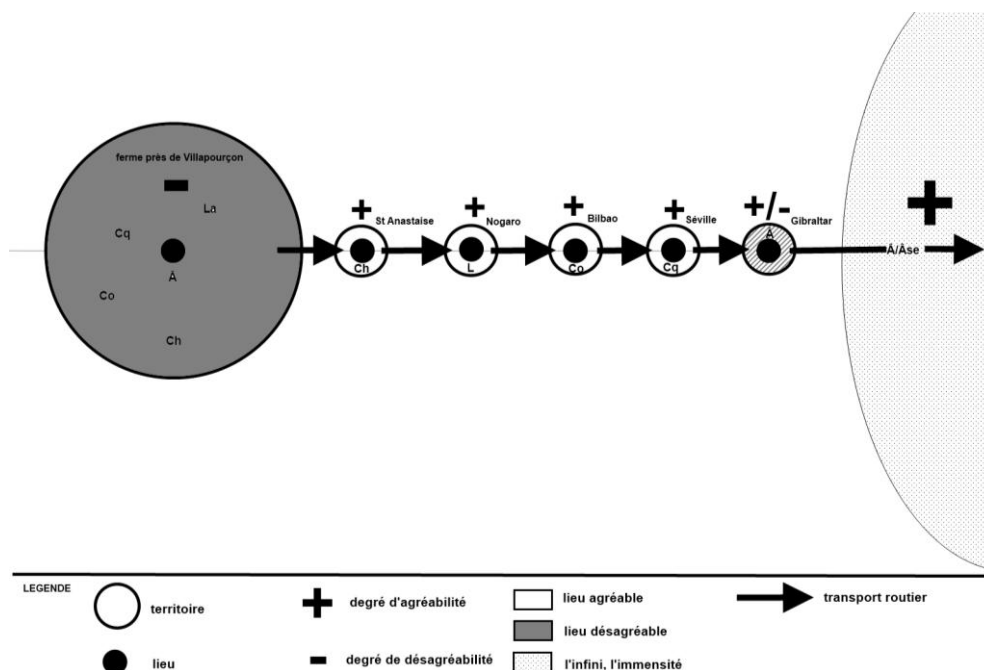 ferme près de Villapourçon
La
Cq
Â
Co
Ch
St Anastaise
Ch
Nogaro
L
Bilbao
Co
Séville
Cq
+/-
Gibraltar
Â
Â/Âse
LEGENDE
territoire
lieu
degré d'agréabilité
degré de désagréabilité
lieu agréable
lieu désagréable
l'infini, l'immensité
transport routier